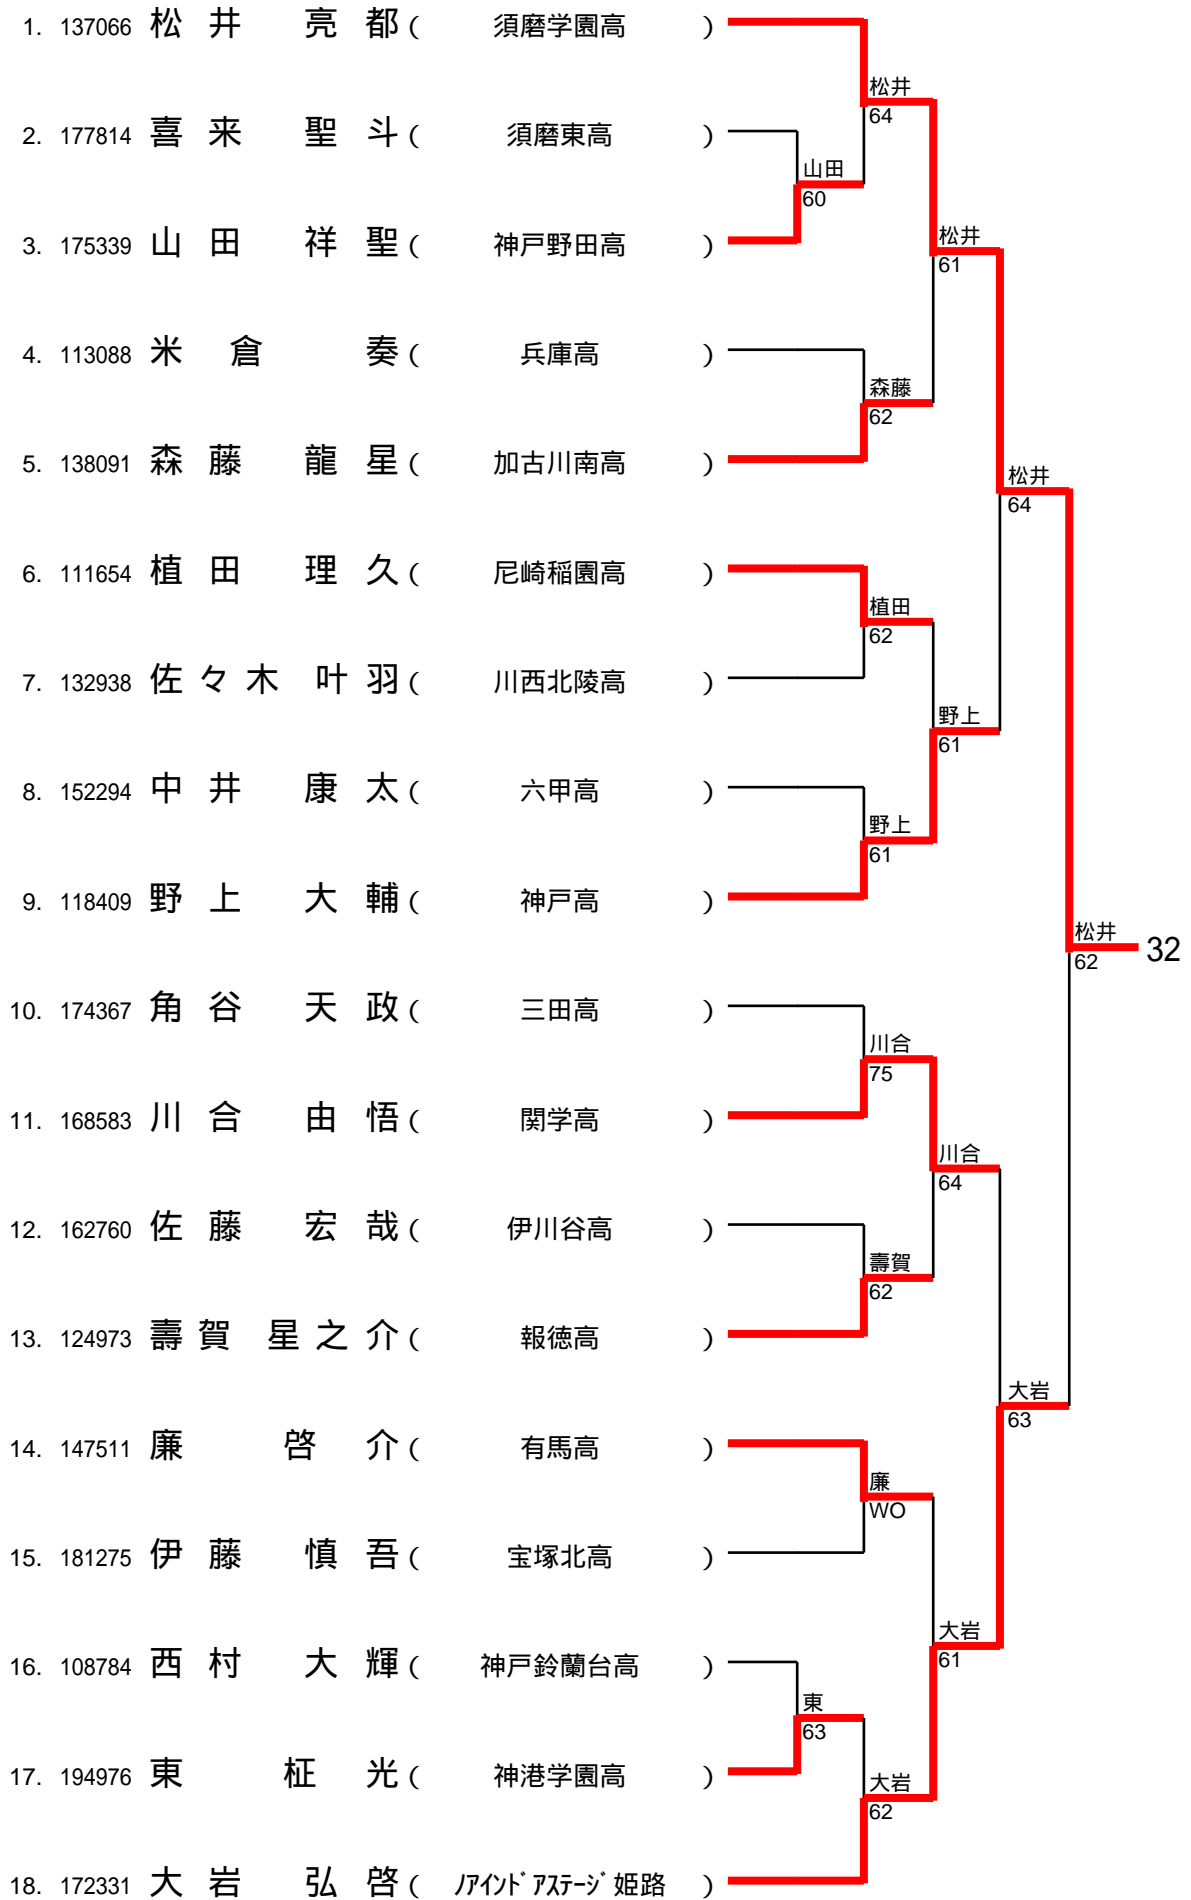 1. 137066 松井 亮都 ( 須磨学園高 )
松井
64
2. 177814 喜来 聖斗 ( 須磨東高 )
山田
60
3. 175339 山田 祥聖 ( 神戸野田高 )
松井
61
4. 113088 米倉 奏 ( 兵庫高 )
森藤
62
5. 138091 森藤 龍星 ( 加古川南高 )
松井
64
6. 111654 植田 理久 ( 尼崎稲園高 )
植田
62
7. 132938 佐々木 叶羽 ( 川西北陵高 )
野上
61
8. 152294 中井 康太 ( 六甲高 )
野上
61
9. 118409 野上 大輔 ( 神戸高 )
松井
62
32
10. 174367 角谷 天政 ( 三田高 )
川合
75
11. 168583 川合 由悟 ( 関学高 )
川合
64
12. 162760 佐藤 宏哉 ( 伊川谷高 )
壽賀
62
13. 124973 壽賀 星之介 ( 報徳高 )
大岩
63
14. 147511 廉 啓介 ( 有馬高 )
廉
WO
15. 181275 伊藤 慎吾 ( 宝塚北高 )
大岩
61
16. 108784 西村 大輝 ( 神戸鈴蘭台高 )
東
63
17. 194976 東 柾光 ( 神港学園高 )
大岩
62
18. 172331 大岩 弘啓 ( ノアインドアステージ姫路 )